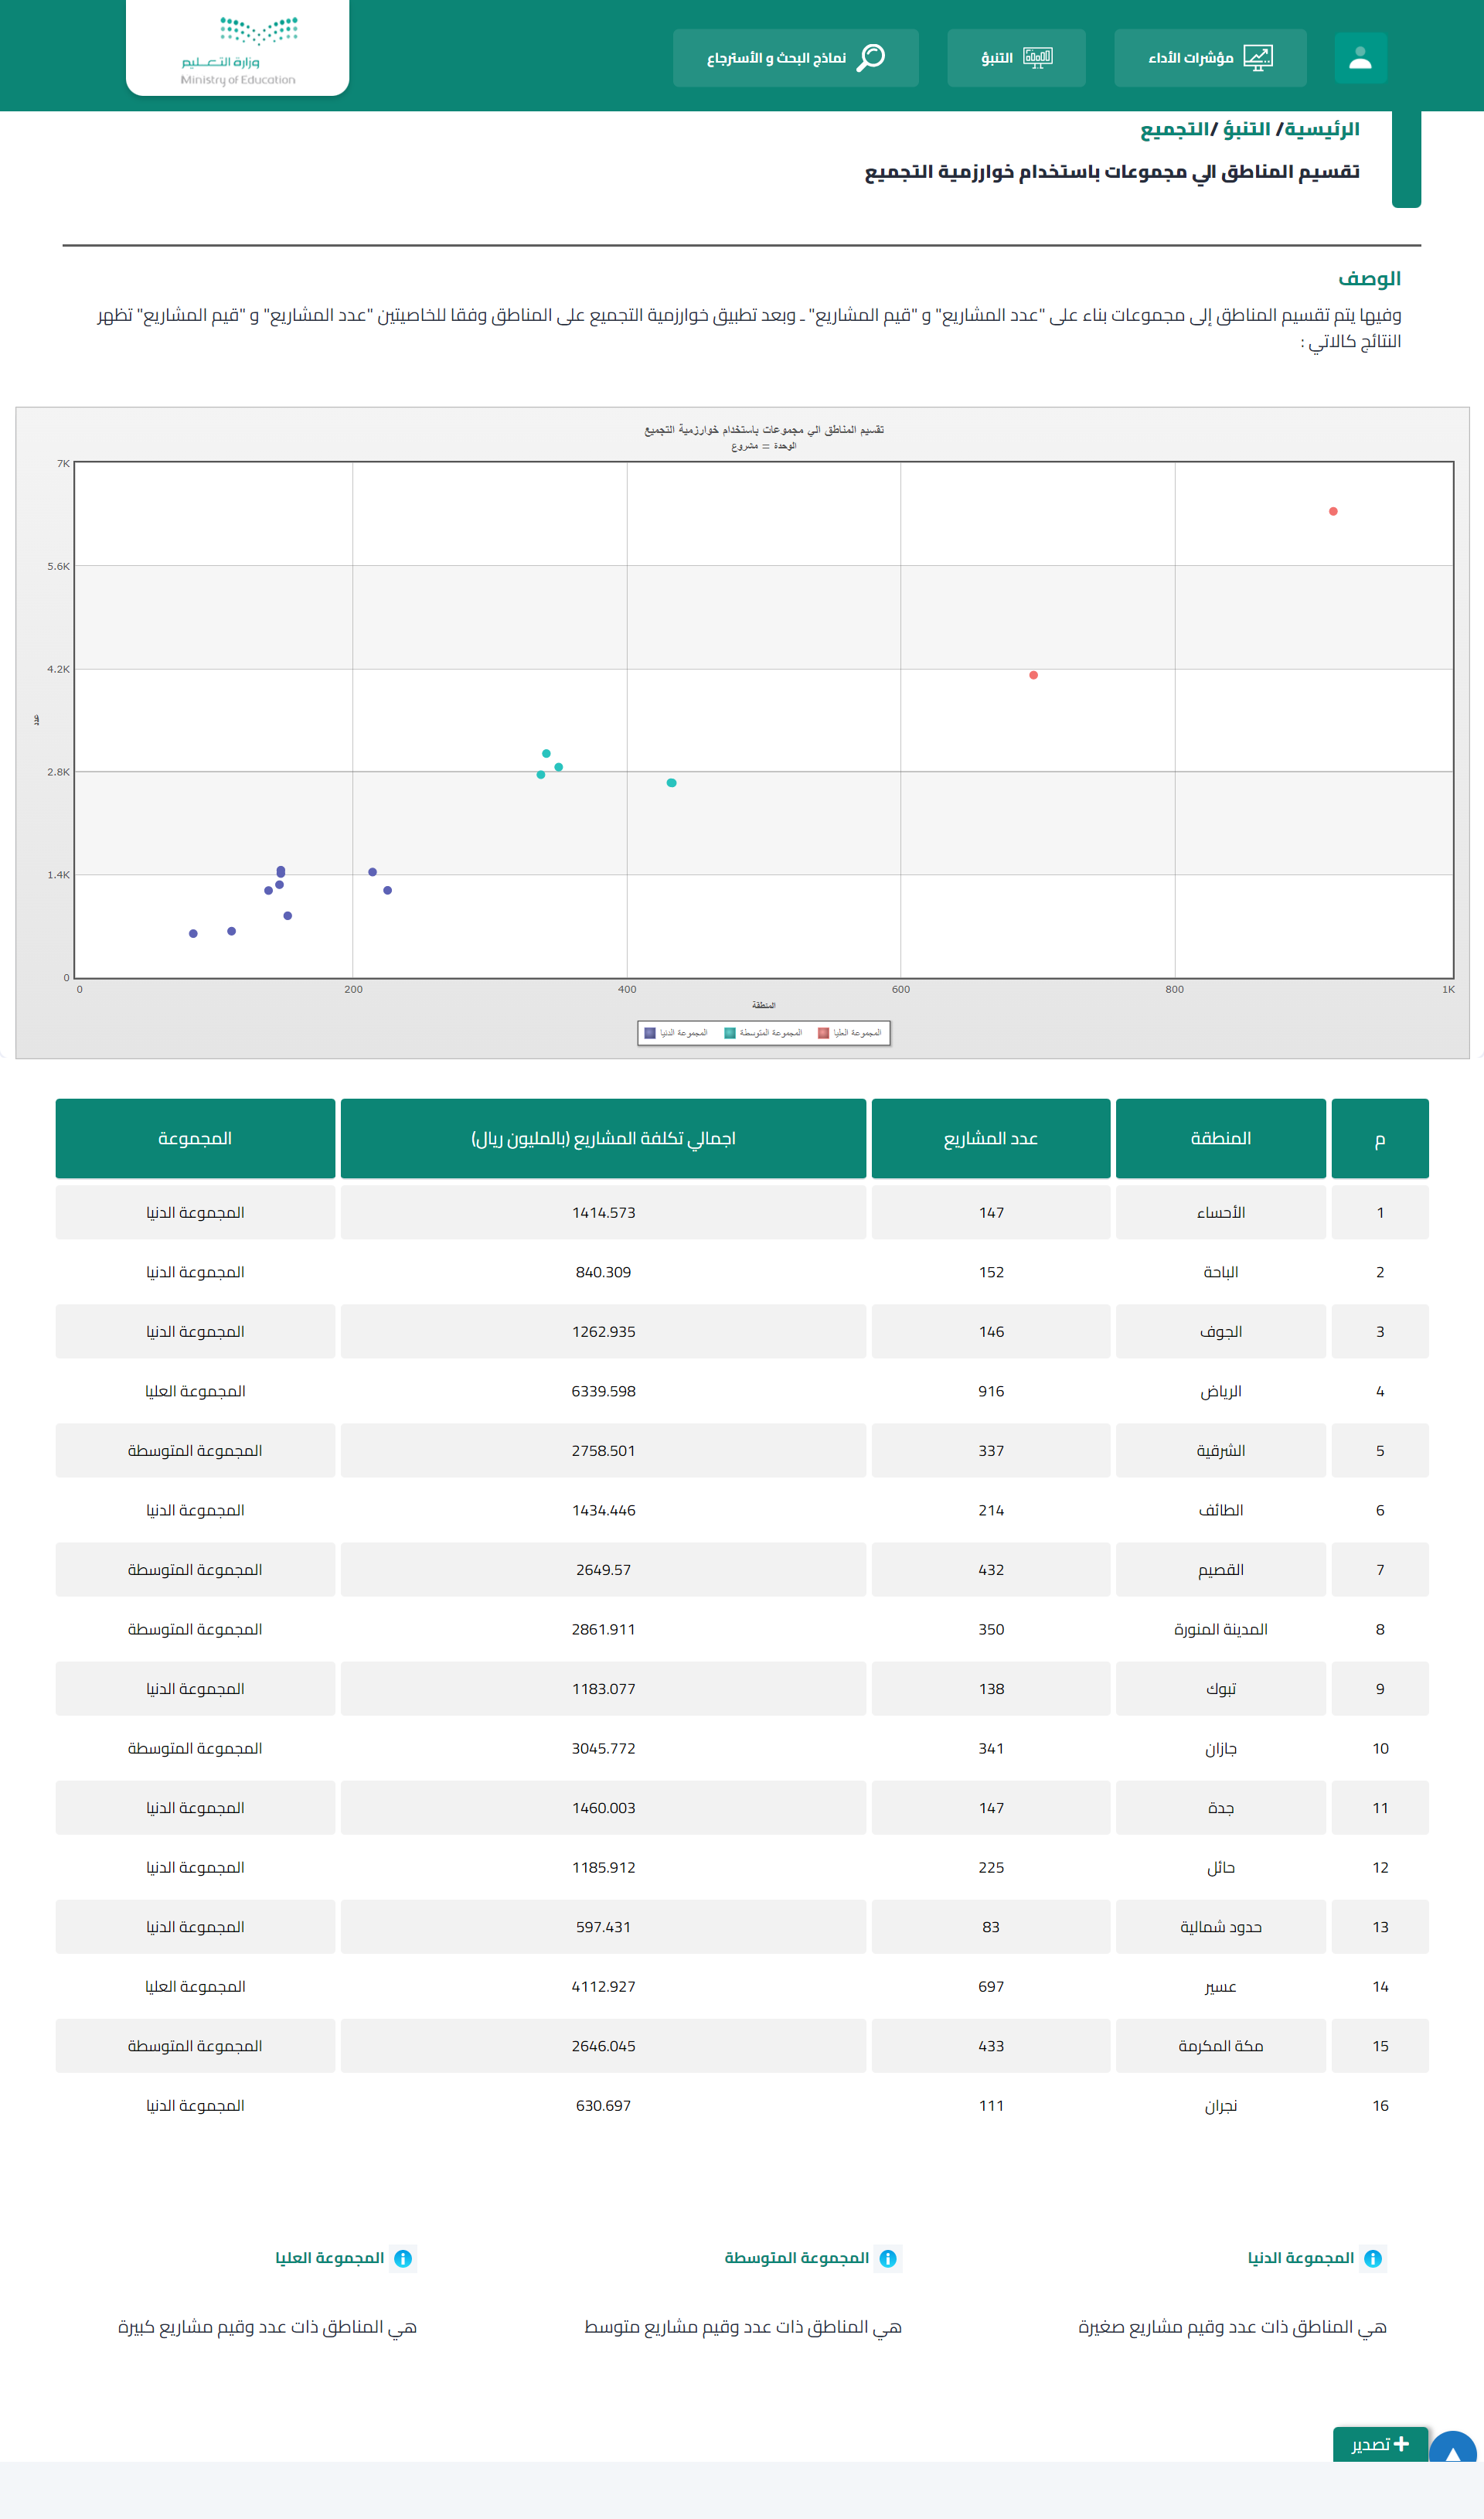 مؤشرات الأداء
التنبؤ
نماذج البحث و الأسترجاع
وزارة التعليم
Ministry of Education
الرئيسية/ التنبؤ /التجميع
تقسيم المناطق الي مجموعات باستخدام خوارزمية التجميع
الوصف
وفيها يتم تقسيم المناطق إلى مجموعات بناء على "عدد المشاريع" و "قيم المشاريع" ـ وبعد تطبيق خوارزمية التجميع على المناطق وفقا للخاصيتين "عدد المشاريع" و "قيم المشاريع" تظهر
النتائج كالاتي :
تقسيم المناطق الي مجموعات باستخدام خوارزمية التجميع
الوحدة = مشروع
7K
5.6K
4.2K
2.8K
1.4K
0
عدد
0 200 400 600 800 1K
المنطقة
المجموعة العليا المجموعة المتوسطة المجموعة الدنيا
م المنطقة عدد المشاريع اجمالي تكلفة المشاريع (بالمليون ريال) المجموعة
1 الأحساء 147 1414.573 المجموعة الدنيا
2 الباحة 152 840.309 المجموعة الدنيا
3 الجوف 146 1262.935 المجموعة الدنيا
4 الرياض 916 6339.598 المجموعة العليا
5 الشرقية 337 2758.501 المجموعة المتوسطة
6 الطائف 214 1434.446 المجموعة الدنيا
7 القصيم 432 2649.57 المجموعة المتوسطة
8 المدينة المنورة 350 2861.911 المجموعة المتوسطة
9 تبوك 138 1183.077 المجموعة الدنيا
10 جازان 341 3045.772 المجموعة المتوسطة
11 جدة 147 1460.003 المجموعة الدنيا
12 حائل 225 1185.912 المجموعة الدنيا
13 حدود شمالية 83 597.431 المجموعة الدنيا
14 عسير 697 4112.927 المجموعة العليا
15 مكة المكرمة 433 2646.045 المجموعة المتوسطة
16 نجران 111 630.697 المجموعة الدنيا
المجموعة الدنيا
هي المناطق ذات عدد وقيم مشاريع صغيرة
المجموعة المتوسطة
هي المناطق ذات عدد وقيم مشاريع متوسط
المجموعة العليا
هي المناطق ذات عدد وقيم مشاريع كبيرة
تصدير